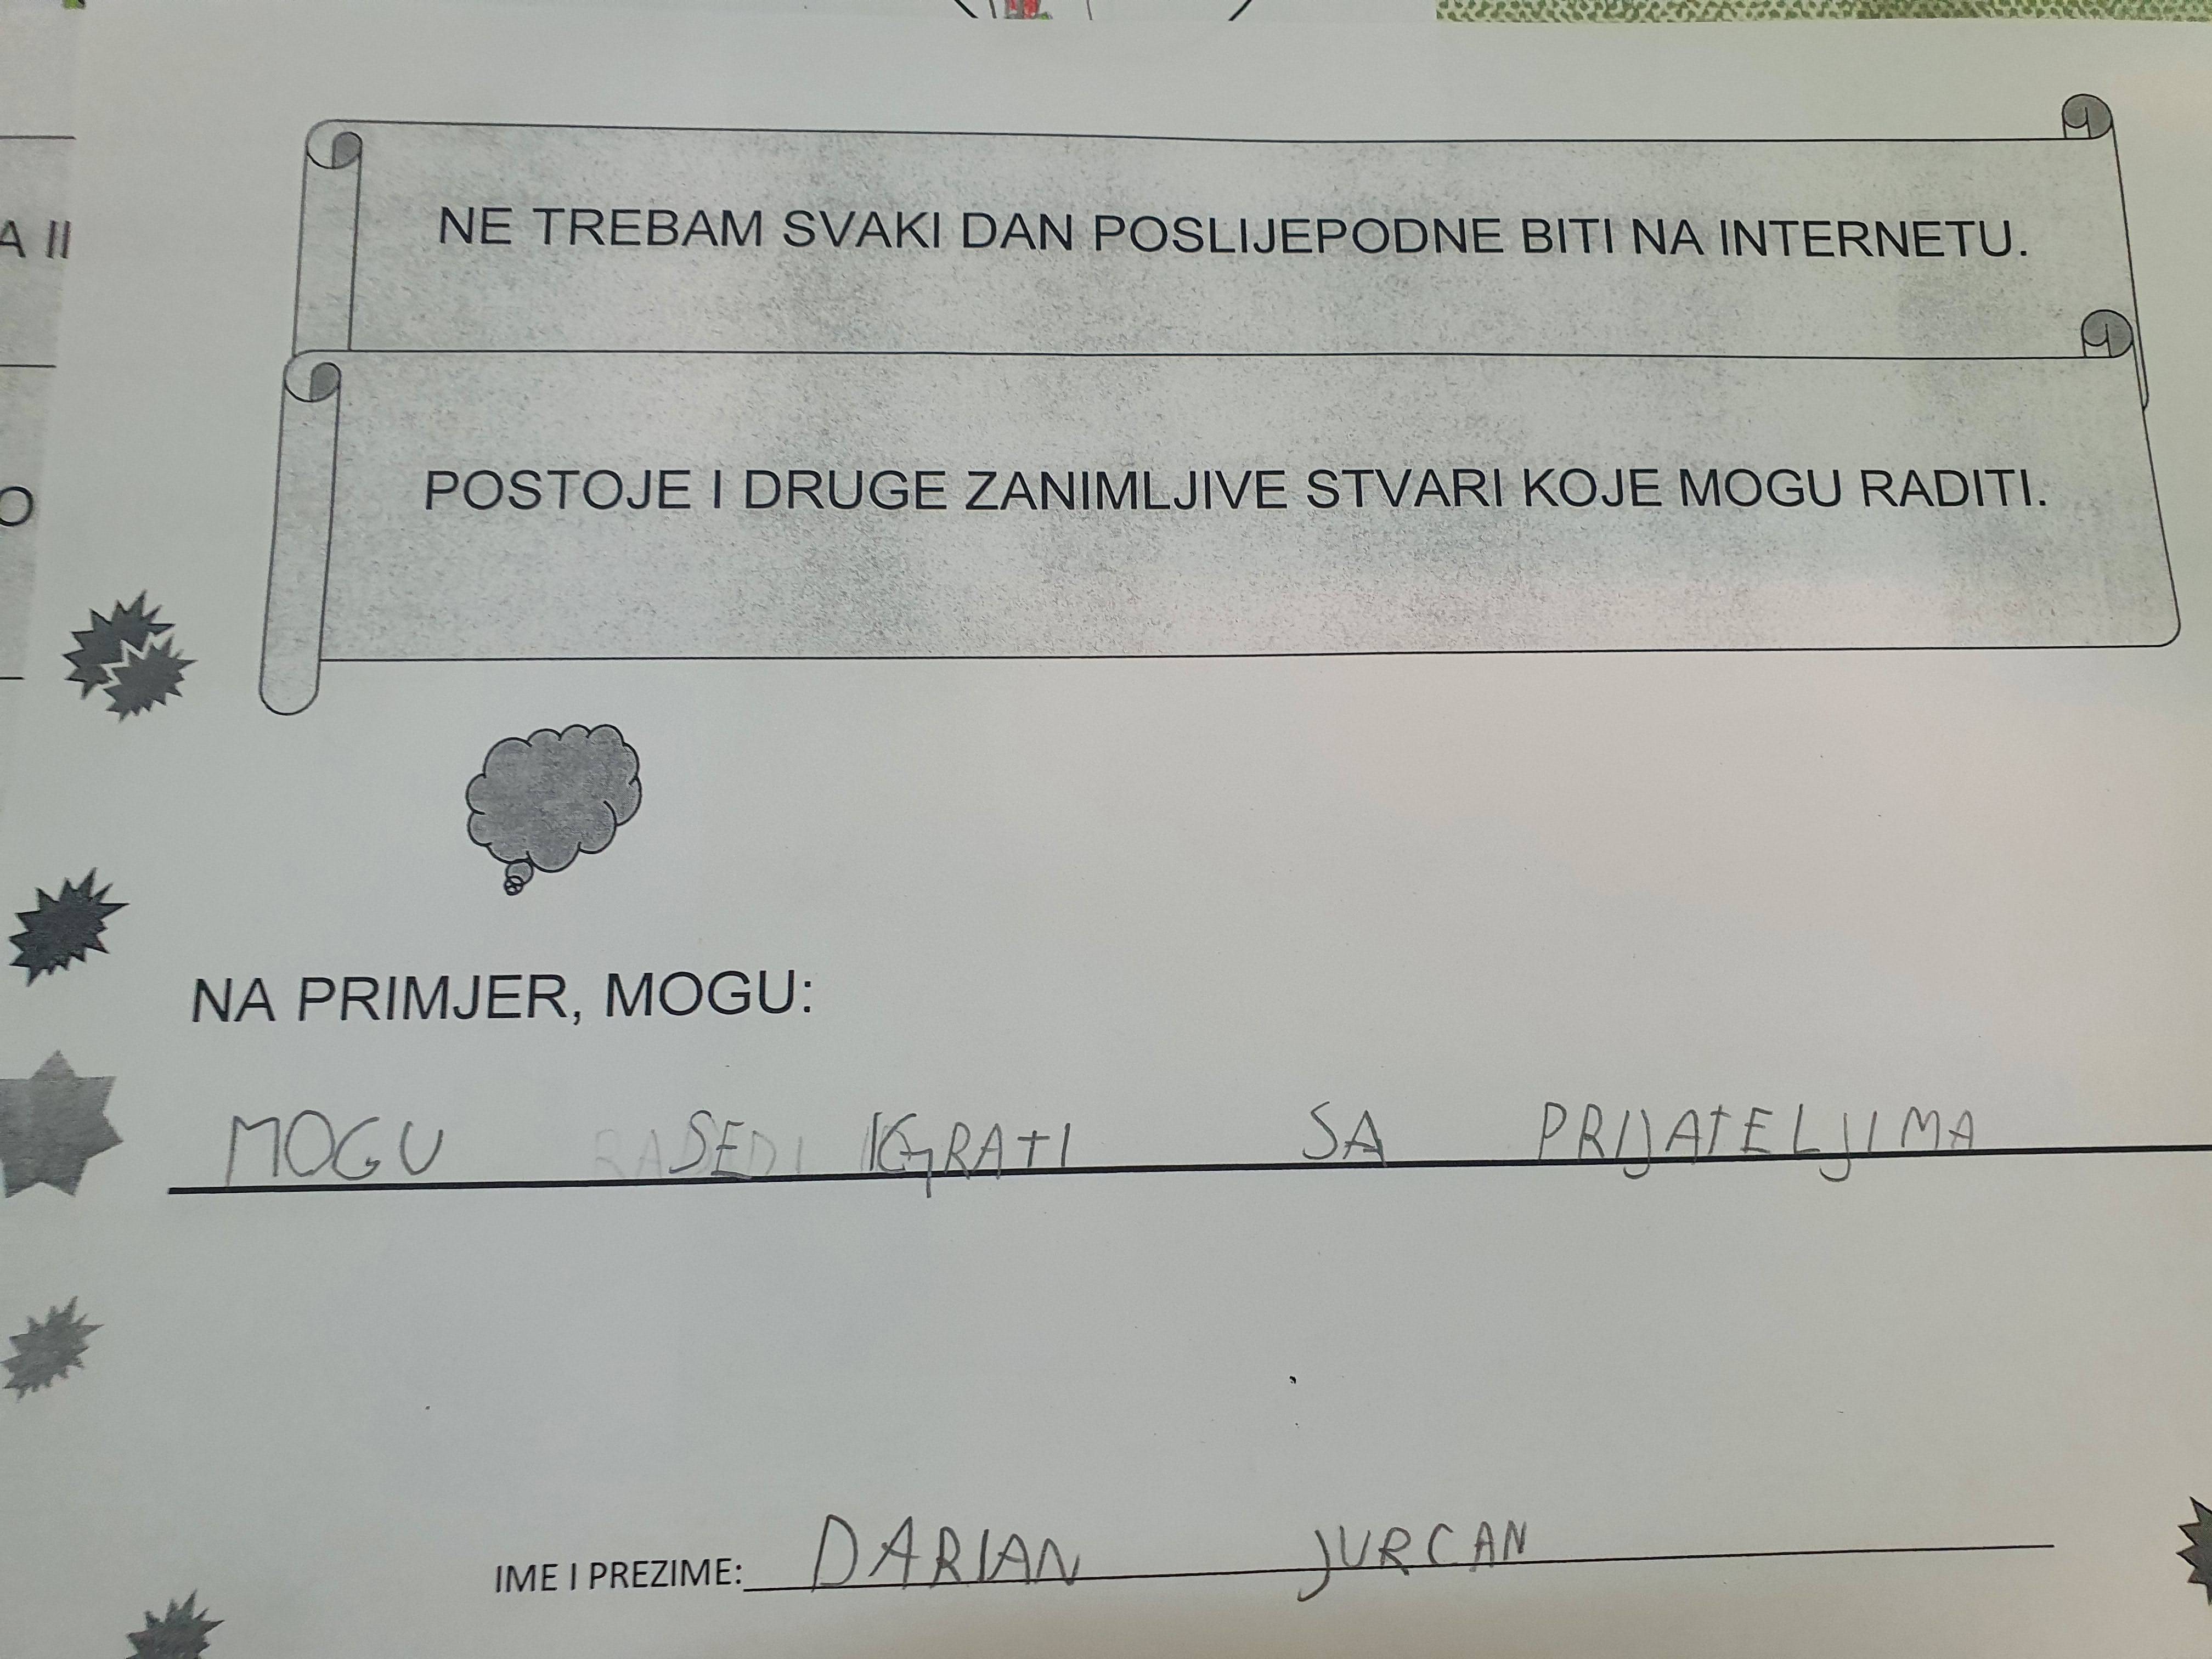 NE TREBAM SVAKI DAN POSLIJEPODNE BITI NA INTERNETU.
POSTOJE I DRUGE ZANIMLJIVE STVARI KOJE MOGU RADITI.
NA PRIMJER, MOGU:
MOGU SE IGRATI SA PRIJATELJIMA
IME I PREZIME: DARIAN JURCAN